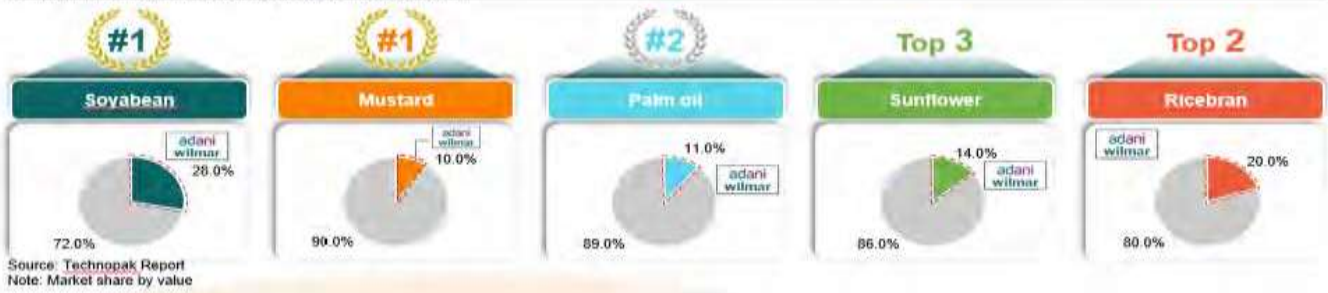 #1
#1
#2
Top 3
Top 2
Soyabean
Mustard
Palm oil
Sunflower
Ricebran
adani
wilmar
28.0%
72.0%
adani
wilmar
10.0%
90.0%
11.0%
adani
wilmar
89.0%
14.0%
adani
wilmar
86.0%
adani
wilmar
20.0%
80.0%
Source: Technopak Report
Note: Market share by value